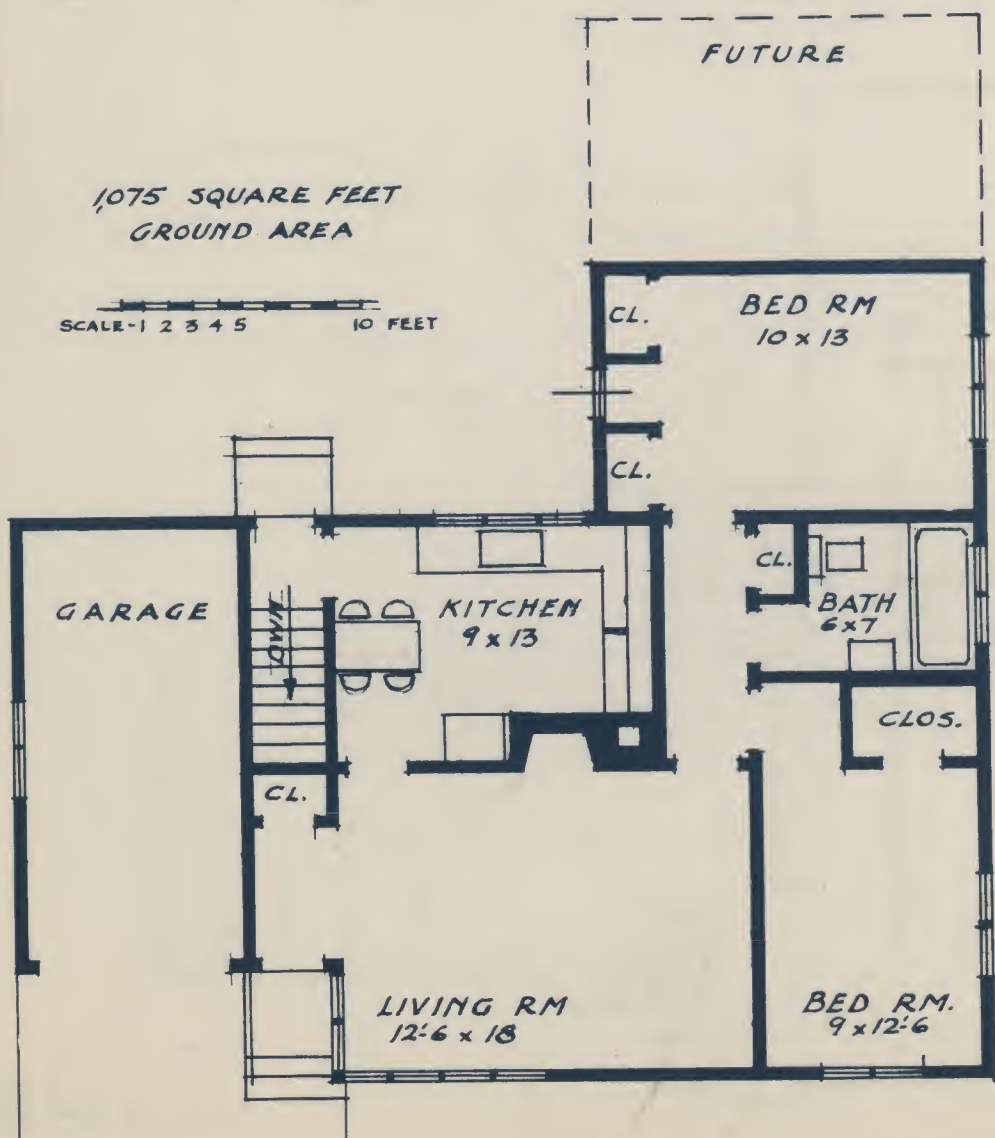 FUTURE
1,075 SQUARE FEET
GROUND AREA
SCALE-1 2 3 4 5 10 FEET
CL.
BED RM
10 x 13
CL.
GARAGE
DWN
KITCHEN
9 x 13
CL.
BATH
6x7
CLOS.
CL.
LIVING RM
12'-6 x 18
BED RM.
9 x 12'-6